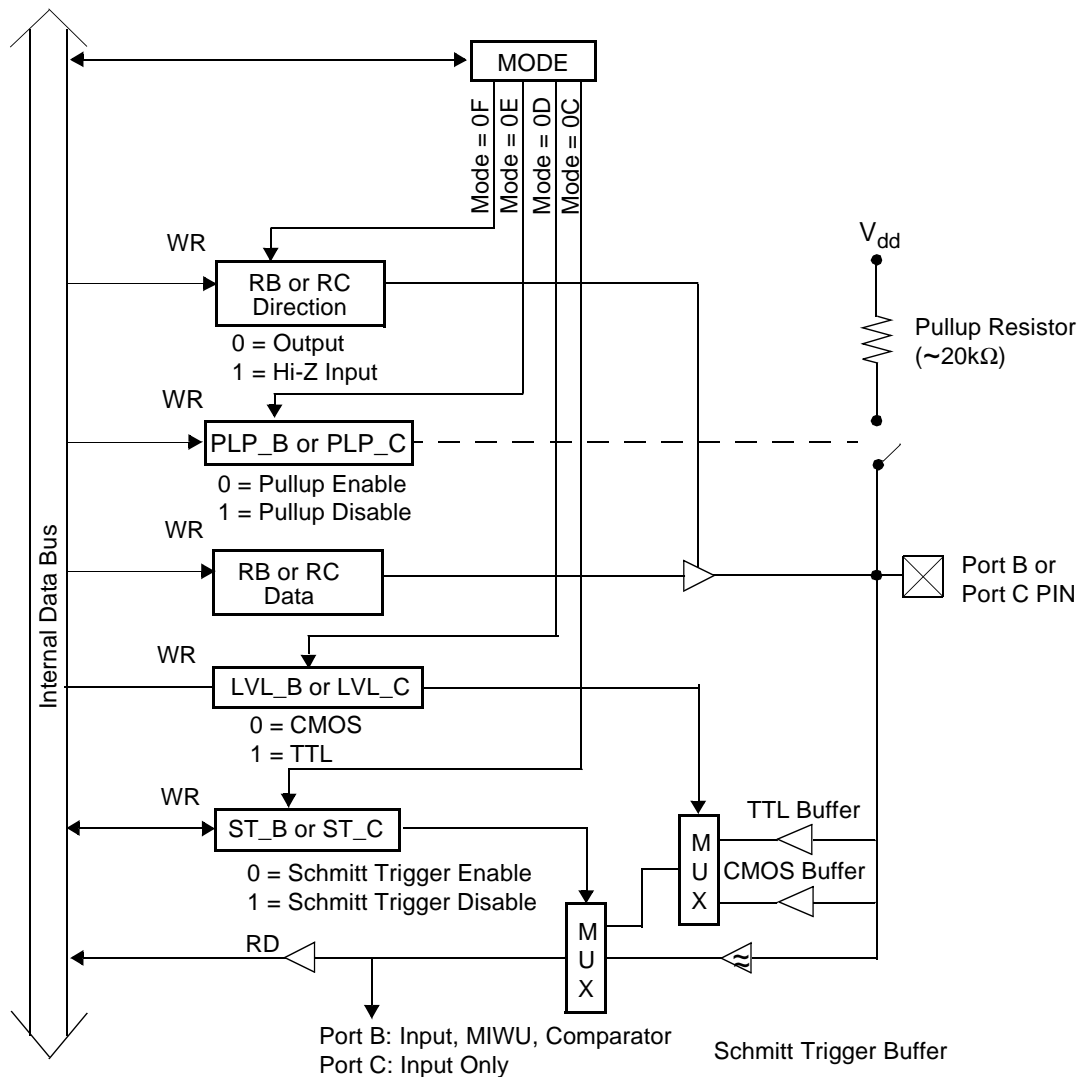 MODE
Mode = 0F
Mode = 0E
Mode = 0D
Mode = 0C
WR
RB or RC
Direction
0 = Output
1 = Hi-Z Input
Vdd
Pullup Resistor
(~20kΩ)
WR
PLP_B or PLP_C
0 = Pullup Enable
1 = Pullup Disable
Internal Data Bus
WR
RB or RC
Data
Port B or
Port C PIN
WR
LVL_B or LVL_C
0 = CMOS
1 = TTL
WR
ST_B or ST_C
0 = Schmitt Trigger Enable
1 = Schmitt Trigger Disable
TTL Buffer
MUX
CMOS Buffer
RD
MUX
Port B: Input, MIWU, Comparator
Port C: Input Only
Schmitt Trigger Buffer